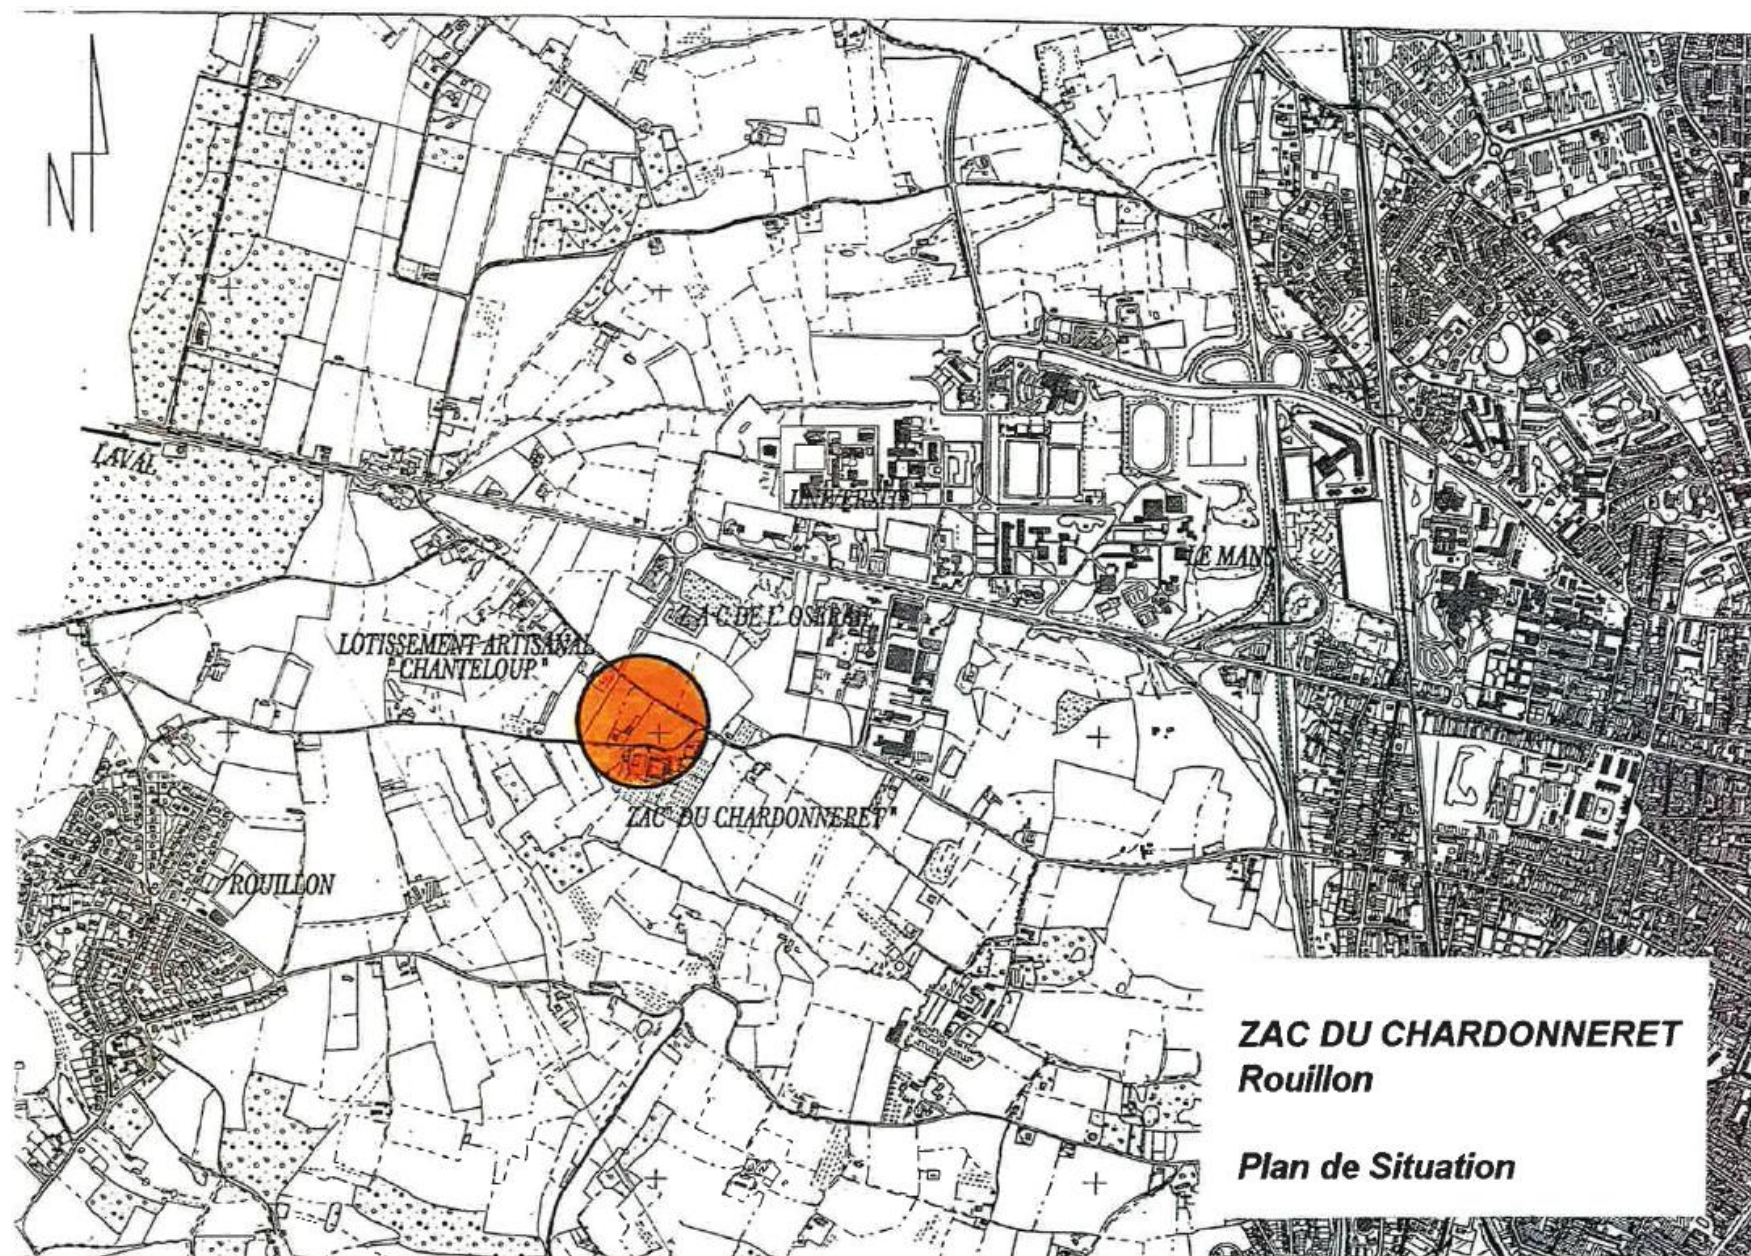 N
LAVAL
UNIVERSITE
LE MANS
Z A C DE L'OSERAIE
LOTISSEMENT ARTISANAL
"CHANTELOUP"
ZAC" DU CHARDONNERET"
ROUILLON
ZAC DU CHARDONNERET
Rouillon
Plan de Situation